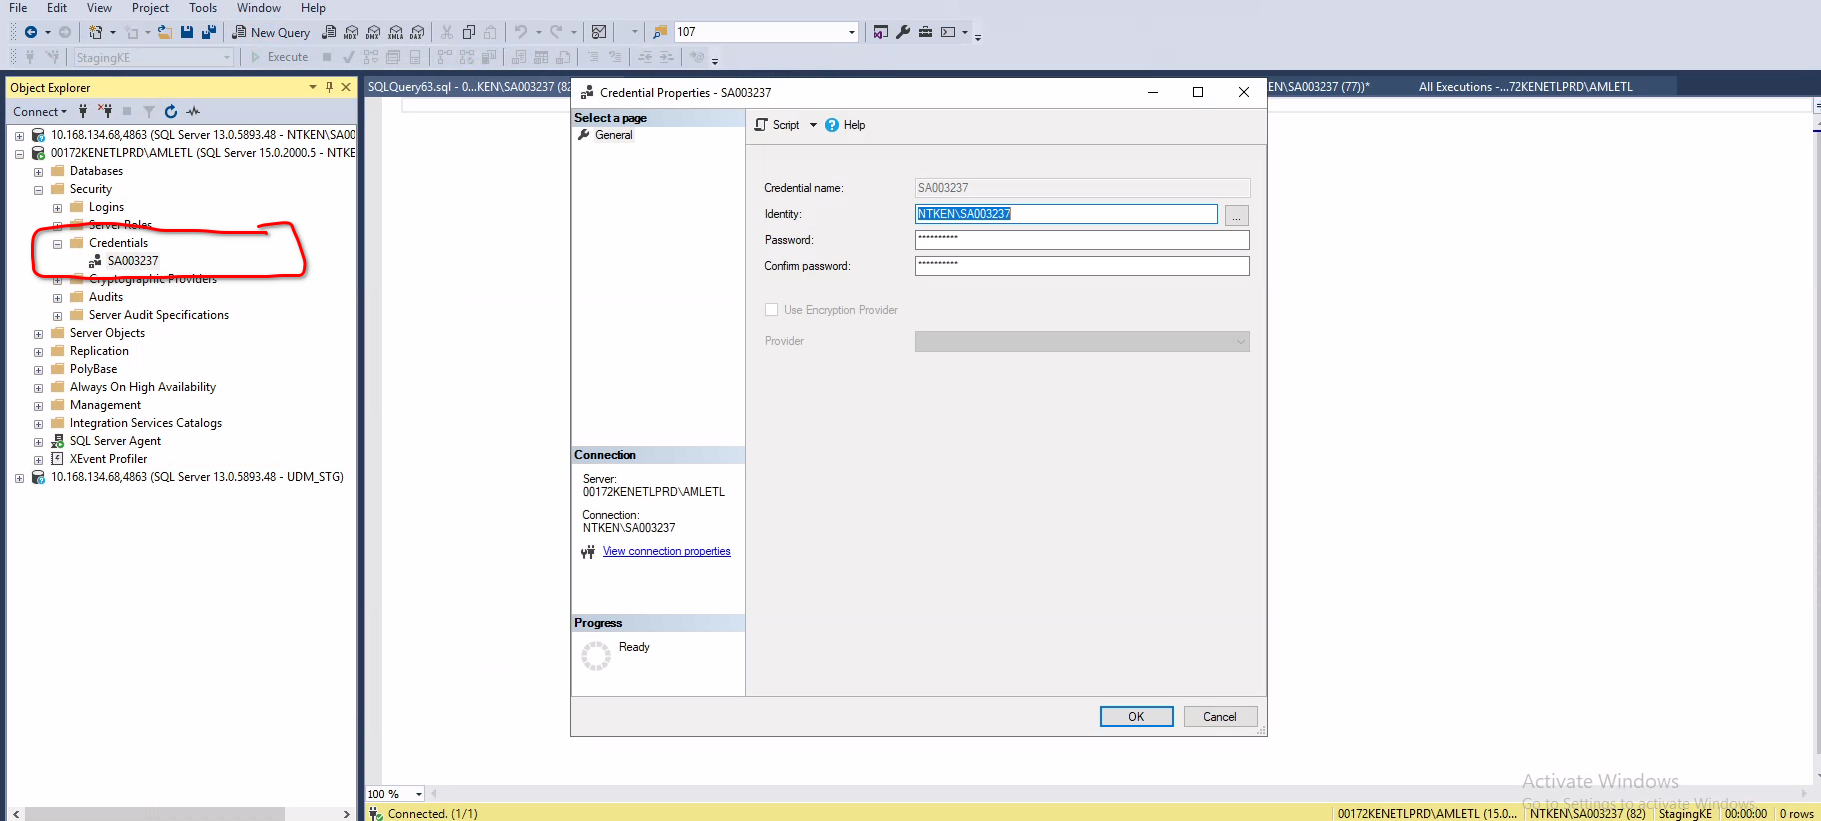 File Edit View Project Tools Window Help
New Query MDX DMX XMLA DAX 107
StagingKE Execute
Object Explorer
SQLQuery63.sql - 0...KEN\SA003237 (82
EN\SA003237 (77))*
All Executions -...72KENETLPRD\AMLETL
Connect
10.168.134.68,4863 (SQL Server 13.0.5893.48 - NTKEN\SA00
00172KENETLPRD\AMLETL (SQL Server 15.0.2000.5 - NTKE
Databases
Security
Logins
Server Roles
Credentials
SA003237
Cryptographic Providers
Audits
Server Audit Specifications
Server Objects
Replication
PolyBase
Always On High Availability
Management
Integration Services Catalogs
SQL Server Agent
XEvent Profiler
10.168.134.68,4863 (SQL Server 13.0.5893.48 - UDM_STG)
Credential Properties - SA003237
Select a page
General
Script Help
Credential name: SA003237
Identity: NTKEN\SA003237 ...
Password: **********
Confirm password: **********
Use Encryption Provider
Provider
Connection
Server:
00172KENETLPRD\AMLETL
Connection:
NTKEN\SA003237
View connection properties
Progress
Ready
OK Cancel
Activate Windows
Go to Settings to activate Windows.
100 %
Connected. (1/1)
00172KENETLPRD\AMLETL (15.0... NTKEN\SA003237 (82) StagingKE 00:00:00 0 rows